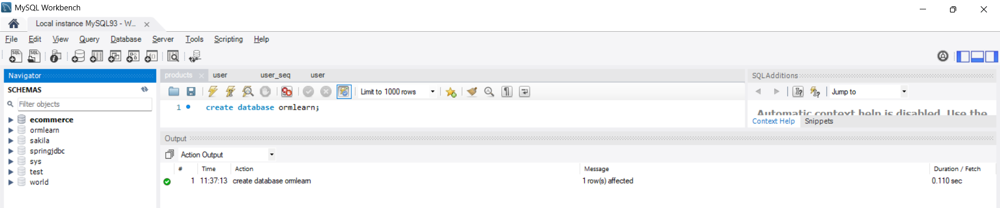 MySQL Workbench
Local instance MySQL93 - W...
File Edit View Query Database Server Tools Scripting Help
Navigator
SCHEMAS
Filter objects
ecommerce
ormlearn
sakila
springjdbc
sys
test
world
products user user_seq user
Limit to 1000 rows
1 create database ormlearn;
SQLAdditions
Jump to
Automatic context help is disabled. Use the
Context Help Snippets
Output
Action Output
# Time Action Message Duration / Fetch
1 11:37:13 create database ormlearn 1 row(s) affected 0.110 sec